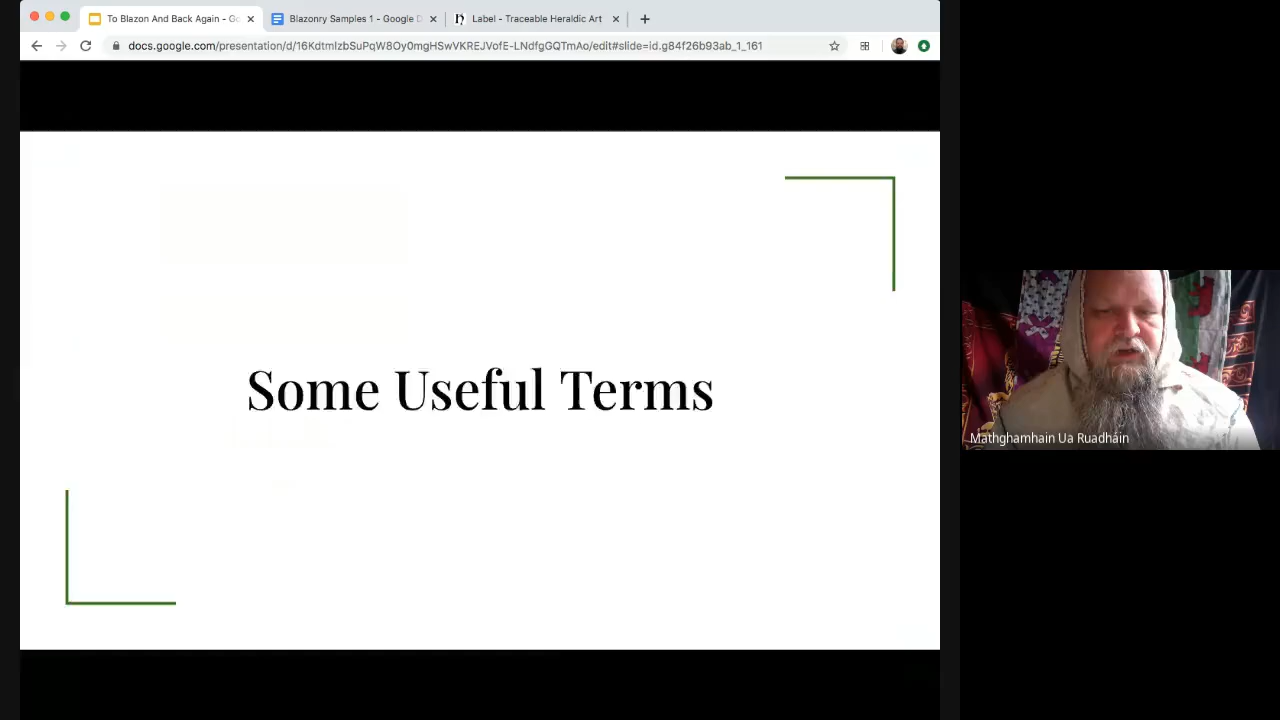 To Blazon And Back Again - Go
Blazonry Samples 1 - Google D
Label - Traceable Heraldic Art
docs.google.com/presentation/d/16KdtmIzbSuPqW8Oy0mgHSwVKREJVofE-LNdfgGQTmAo/edit#slide=id.g84f26b93ab_1_161
Some Useful Terms
Mathghamhain Ua Ruadháin